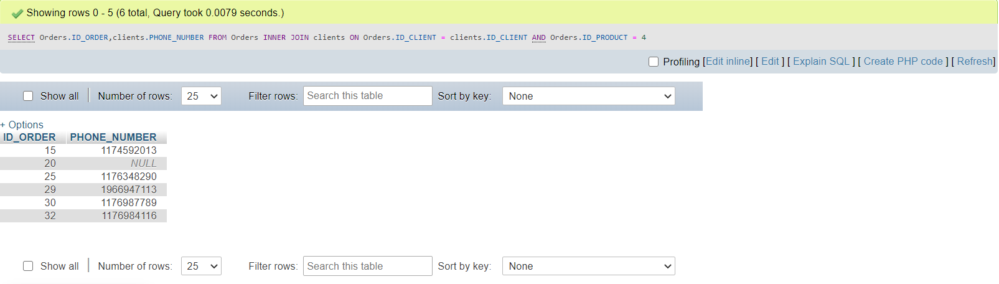 Showing rows 0 - 5 (6 total, Query took 0.0079 seconds.)
SELECT Orders.ID_ORDER,clients.PHONE_NUMBER FROM Orders INNER JOIN clients ON Orders.ID_CLIENT = clients.ID_CLIENT AND Orders.ID_PRODUCT = 4
Profiling [Edit inline] [ Edit ] [ Explain SQL ] [ Create PHP code ] [ Refresh]
Show all | Number of rows: 25 Filter rows: Search this table Sort by key: None
+ Options
ID_ORDER PHONE_NUMBER
15 1174592013
20 NULL
25 1176348290
29 1966947113
30 1176987789
32 1176984116
Show all | Number of rows: 25 Filter rows: Search this table Sort by key: None